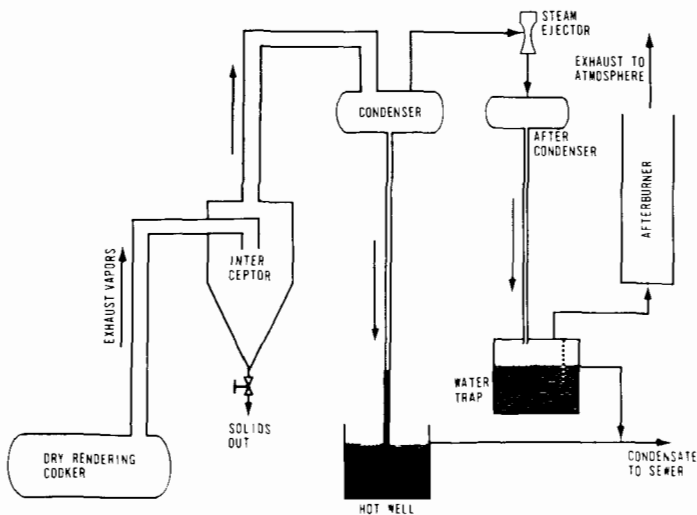 STEAM
EJECTOR
EXHAUST TO
ATMOSPHERE
CONDENSER
AFTER
CONDENSER
AFTERBURNER
EXHAUST VAPORS
INTER
CEPTOR
WATER
TRAP
SOLIDS
OUT
DRY RENDERING
COOKER
CONDENSATE
TO SEWER
HOT WELL